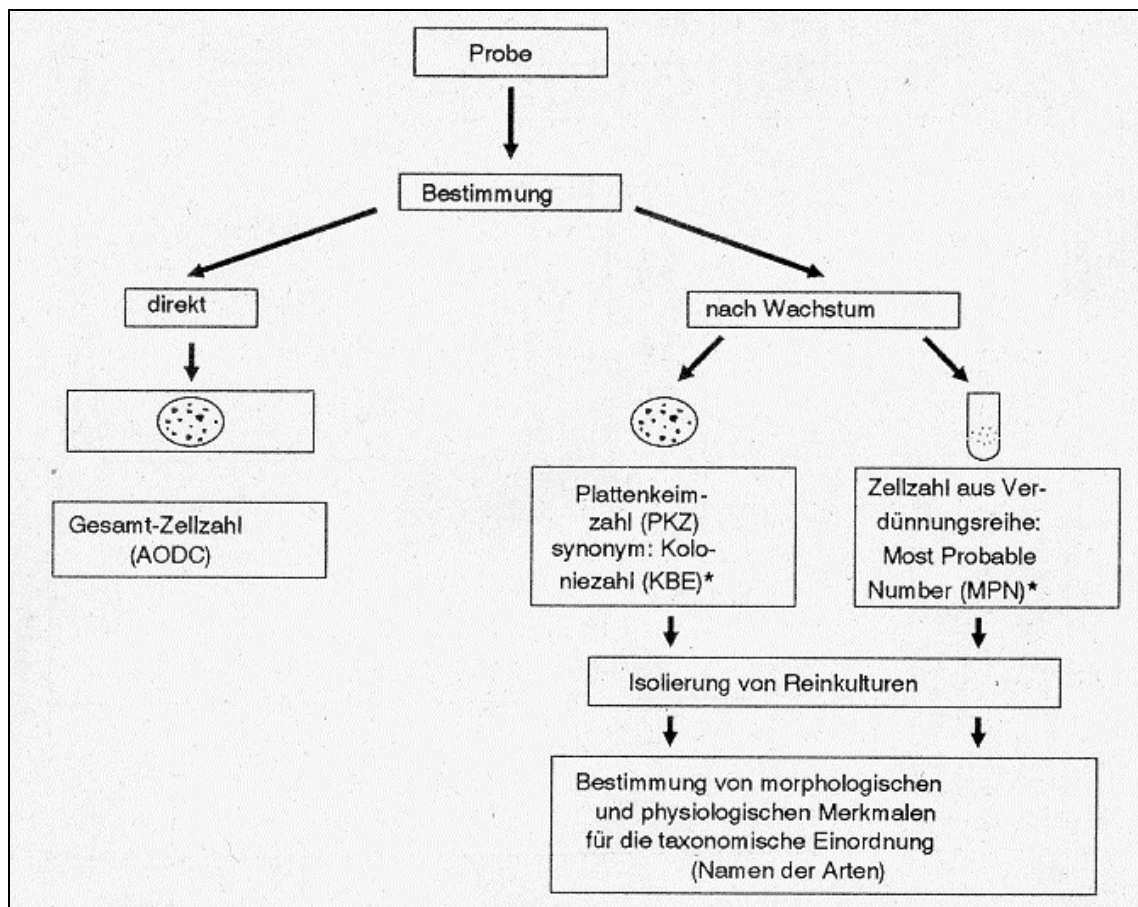 Probe
Bestimmung
direkt
nach Wachstum
Gesamt-Zellzahl
(AODC)
Plattenkeim-
zahl (PKZ)
synonym: Kolo-
niezahl (KBE)*
Zellzahl aus Ver-
dünnungsreihe:
Most Probable
Number (MPN)*
Isolierung von Reinkulturen
Bestimmung von morphologischen
und physiologischen Merkmalen
für die taxonomische Einordnung
(Namen der Arten)